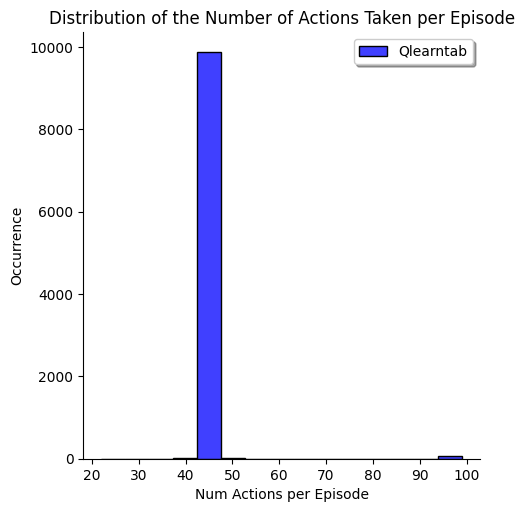 Distribution of the Number of Actions Taken per Episode
Qlearntab
Occurrence
10000
8000
6000
4000
2000
0
20 30 40 50 60 70 80 90 100
Num Actions per Episode